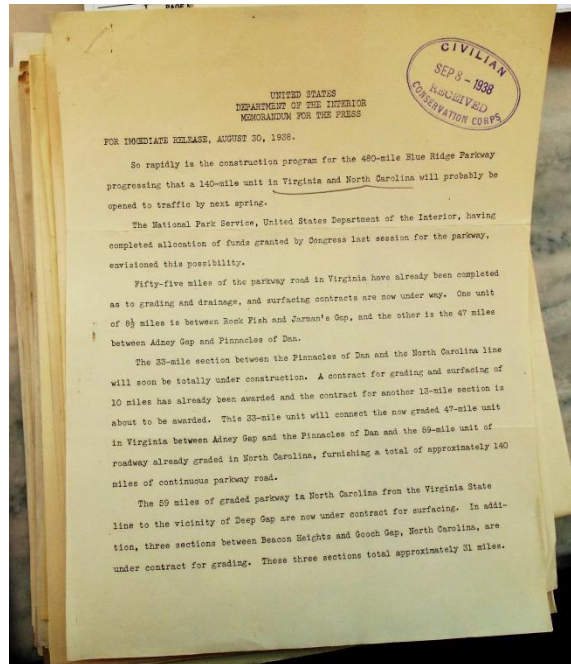 PAGE N
CIVILIAN
SEP 8 - 1938
RECEIVED
CONSERVATION CORPS
UNITED STATES
DEPARTMENT OF THE INTERIOR
MEMORANDUM FOR THE PRESS
FOR IMMEDIATE RELEASE, AUGUST 30, 1938.
So rapidly is the construction program for the 480-mile Blue Ridge Parkway
progressing that a 140-mile unit in Virginia and North Carolina will probably be
opened to traffic by next spring.
The National Park Service, United States Department of the Interior, having
completed allocation of funds granted by Congress last session for the parkway,
envisioned this possibility.
Fifty-five miles of the parkway road in Virginia have already been completed
as to grading and drainage, and surfacing contracts are now under way. One unit
of 8½ miles is between Rock Fish and Jarman's Gap, and the other is the 47 miles
between Adney Gap and Pinnacles of Dan.
The 33-mile section between the Pinnacles of Dan and the North Carolina line
will soon be totally under construction. A contract for grading and surfacing of
10 miles has already been awarded and the contract for another 13-mile section is
about to be awarded. This 33-mile unit will connect the now graded 47-mile unit
in Virginia between Adney Gap and the Pinnacles of Dan and the 59-mile unit of
roadway already graded in North Carolina, furnishing a total of approximately 140
miles of continuous parkway road.
The 59 miles of graded parkway in North Carolina from the Virginia State
line to the vicinity of Deep Gap are now under contract for surfacing. In addi-
tion, three sections between Beacon Heights and Gooch Gap, North Carolina, are
under contract for grading. These three sections total approximately 31 miles.